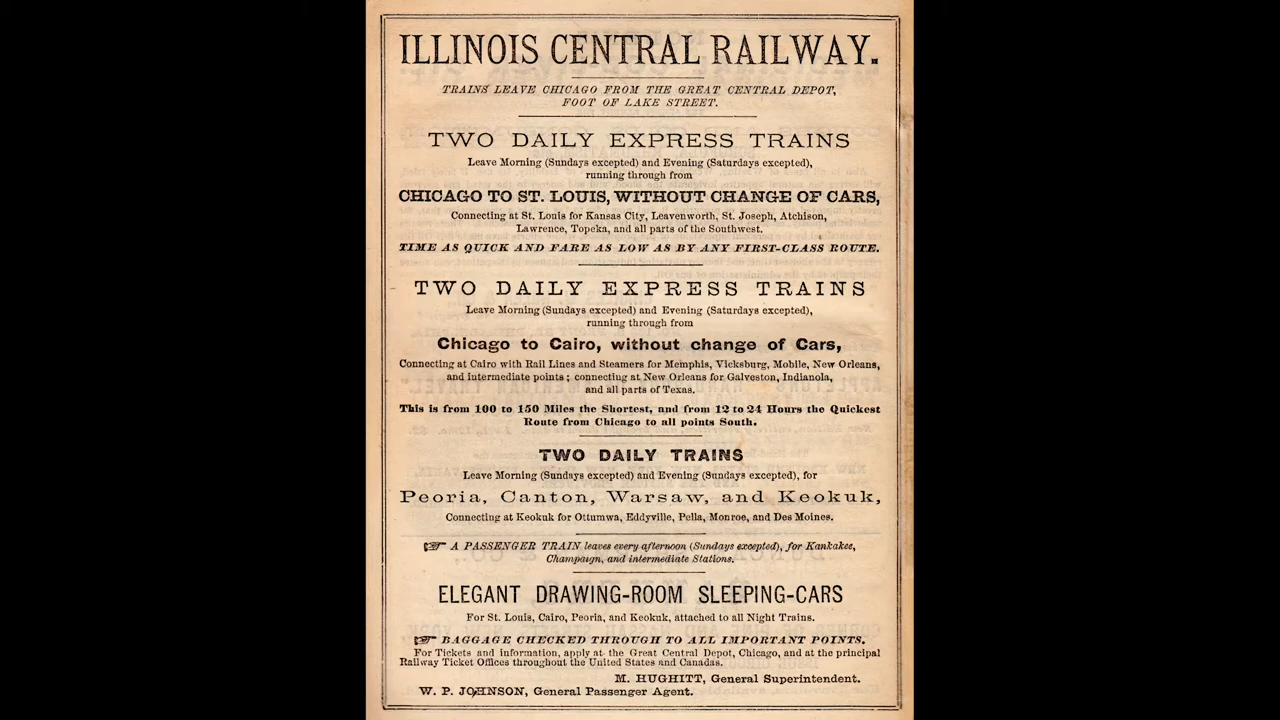 ILLINOIS CENTRAL RAILWAY.
TRAINS LEAVE CHICAGO FROM THE GREAT CENTRAL DEPOT,
FOOT OF LAKE STREET.
TWO DAILY EXPRESS TRAINS
Leave Morning (Sundays excepted) and Evening (Saturdays excepted),
running through from
CHICAGO TO ST. LOUIS, WITHOUT CHANGE OF CARS,
Connecting at St. Louis for Kansas City, Leavenworth, St. Joseph, Atchison,
Lawrence, Topeka, and all parts of the Southwest.
TIME AS QUICK AND FARE AS LOW AS BY ANY FIRST-CLASS ROUTE.
TWO DAILY EXPRESS TRAINS
Leave Morning (Sundays excepted) and Evening (Saturdays excepted),
running through from
Chicago to Cairo, without change of Cars,
Connecting at Cairo with Rail Lines and Steamers for Memphis, Vicksburg, Mobile, New Orleans,
and intermediate points; connecting at New Orleans for Galveston, Indianola,
and all parts of Texas.
This is from 100 to 150 Miles the Shortest, and from 12 to 24 Hours the Quickest
Route from Chicago to all points South.
TWO DAILY TRAINS
Leave Morning (Sundays excepted) and Evening (Sundays excepted), for
Peoria, Canton, Warsaw, and Keokuk,
Connecting at Keokuk for Ottumwa, Eddyville, Pella, Monroe, and Des Moines.
☞ A PASSENGER TRAIN leaves every afternoon (Sundays excepted), for Kankakee,
Champaign, and intermediate Stations.
ELEGANT DRAWING-ROOM SLEEPING-CARS
For St. Louis, Cairo, Peoria, and Keokuk, attached to all Night Trains.
☞ BAGGAGE CHECKED THROUGH TO ALL IMPORTANT POINTS.
For Tickets and information, apply at the Great Central Depot, Chicago, and at the principal
Railway Ticket Offices throughout the United States and Canadas.
M. HUGHITT, General Superintendent.
W. P. JOHNSON, General Passenger Agent.